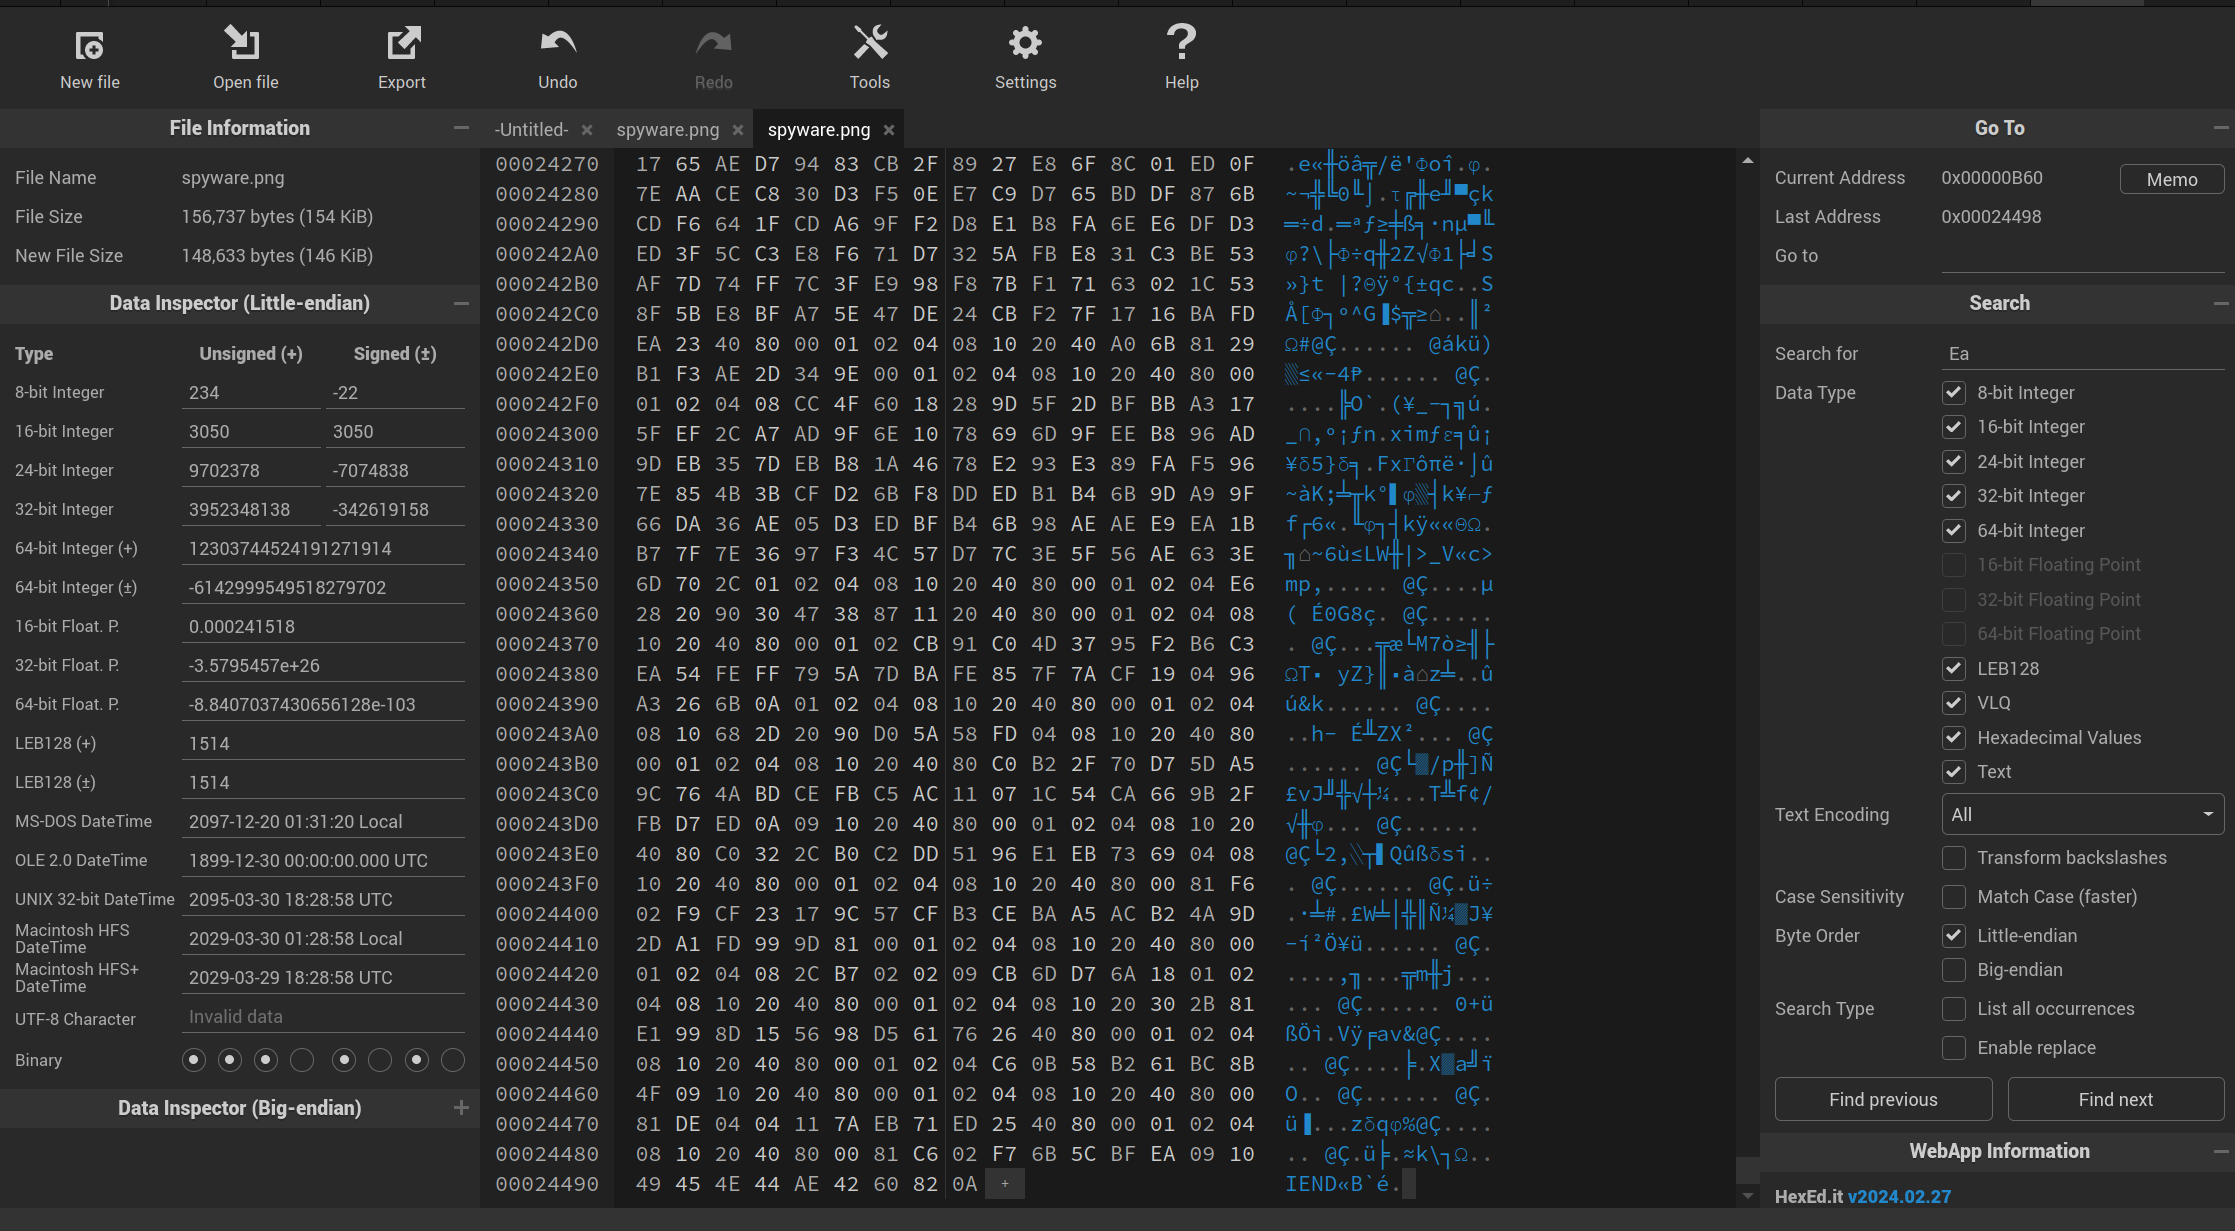 New file
Open file
Export
Undo
Redo
Tools
Settings
Help
File Information
File Name spyware.png
File Size 156,737 bytes (154 KiB)
New File Size 148,633 bytes (146 KiB)
Data Inspector (Little-endian)
Type Unsigned (+) Signed (±)
8-bit Integer 234 -22
16-bit Integer 3050 3050
24-bit Integer 9702378 -7074838
32-bit Integer 3952348138 -342619158
64-bit Integer (+) 12303744524191271914
64-bit Integer (±) -6142999549518279702
16-bit Float. P. 0.000241518
32-bit Float. P. -3.5795457e+26
64-bit Float. P. -8.8407037430656128e-103
LEB128 (+) 1514
LEB128 (±) 1514
MS-DOS DateTime 2097-12-20 01:31:20 Local
OLE 2.0 DateTime 1899-12-30 00:00:00.000 UTC
UNIX 32-bit DateTime 2095-03-30 18:28:58 UTC
Macintosh HFS
DateTime 2029-03-30 01:28:58 Local
Macintosh HFS+
DateTime 2029-03-29 18:28:58 UTC
UTF-8 Character Invalid data
Binary
Data Inspector (Big-endian)
-Untitled- × spyware.png × spyware.png ×
00024270 17 65 AE D7 94 83 CB 2F 89 27 E8 6F 8C 01 ED 0F
00024280 7E AA CE C8 30 D3 F5 0E E7 C9 D7 65 BD DF 87 6B
00024290 CD F6 64 1F CD A6 9F F2 D8 E1 B8 FA 6E E6 DF D3
000242A0 ED 3F 5C C3 E8 F6 71 D7 32 5A FB E8 31 C3 BE 53
000242B0 AF 7D 74 FF 7C 3F E9 98 F8 7B F1 71 63 02 1C 53
000242C0 8F 5B E8 BF A7 5E 47 DE 24 CB F2 7F 17 16 BA FD
000242D0 EA 23 40 80 00 01 02 04 08 10 20 40 A0 6B 81 29
000242E0 B1 F3 AE 2D 34 9E 00 01 02 04 08 10 20 40 80 00
000242F0 01 02 04 08 CC 4F 60 18 28 9D 5F 2D BF BB A3 17
00024300 5F EF 2C A7 AD 9F 6E 10 78 69 6D 9F EE B8 96 AD
00024310 9D EB 35 7D EB B8 1A 46 78 E2 93 E3 89 FA F5 96
00024320 7E 85 4B 3B CF D2 6B F8 DD ED B1 B4 6B 9D A9 9F
00024330 66 DA 36 AE 05 D3 ED BF B4 6B 98 AE AE E9 EA 1B
00024340 B7 7F 7E 36 97 F3 4C 57 D7 7C 3E 5F 56 AE 63 3E
00024350 6D 70 2C 01 02 04 08 10 20 40 80 00 01 02 04 E6
00024360 28 20 90 30 47 38 87 11 20 40 80 00 01 02 04 08
00024370 10 20 40 80 00 01 02 CB 91 C0 4D 37 95 F2 B6 C3
00024380 EA 54 FE FF 79 5A 7D BA FE 85 7F 7A CF 19 04 96
00024390 A3 26 6B 0A 01 02 04 08 10 20 40 80 00 01 02 04
000243A0 08 10 68 2D 20 90 D0 5A 58 FD 04 08 10 20 40 80
000243B0 00 01 02 04 08 10 20 40 80 C0 B2 2F 70 D7 5D A5
000243C0 9C 76 4A BD CE FB C5 AC 11 07 1C 54 CA 66 9B 2F
000243D0 FB D7 ED 0A 09 10 20 40 80 00 01 02 04 08 10 20
000243E0 40 80 C0 32 2C B0 C2 DD 51 96 E1 EB 73 69 04 08
000243F0 10 20 40 80 00 01 02 04 08 10 20 40 80 00 81 F6
00024400 02 F9 CF 23 17 9C 57 CF B3 CE BA A5 AC B2 4A 9D
00024410 2D A1 FD 99 9D 81 00 01 02 04 08 10 20 40 80 00
00024420 01 02 04 08 2C B7 02 02 09 CB 6D D7 6A 18 01 02
00024430 04 08 10 20 40 80 00 01 02 04 08 10 20 30 2B 81
00024440 E1 99 8D 15 56 98 D5 61 76 26 40 80 00 01 02 04
00024450 08 10 20 40 80 00 01 02 04 C6 0B 58 B2 61 BC 8B
00024460 4F 09 10 20 40 80 00 01 02 04 08 10 20 40 80 00
00024470 81 DE 04 04 11 7A EB 71 ED 25 40 80 00 01 02 04
00024480 08 10 20 40 80 00 81 C6 02 F7 6B 5C BF EA 09 10
00024490 49 45 4E 44 AE 42 60 82 0A + IEND«B`é.
Go To
Current Address 0x00000B60 Memo
Last Address 0x00024498
Go to
Search
Search for Ea
Data Type 8-bit Integer
16-bit Integer
24-bit Integer
32-bit Integer
64-bit Integer
16-bit Floating Point
32-bit Floating Point
64-bit Floating Point
LEB128
VLQ
Hexadecimal Values
Text
Text Encoding All
Transform backslashes
Case Sensitivity Match Case (faster)
Byte Order Little-endian
Big-endian
Search Type List all occurrences
Enable replace
Find previous Find next
WebApp Information
HexEd.it v2024.02.27